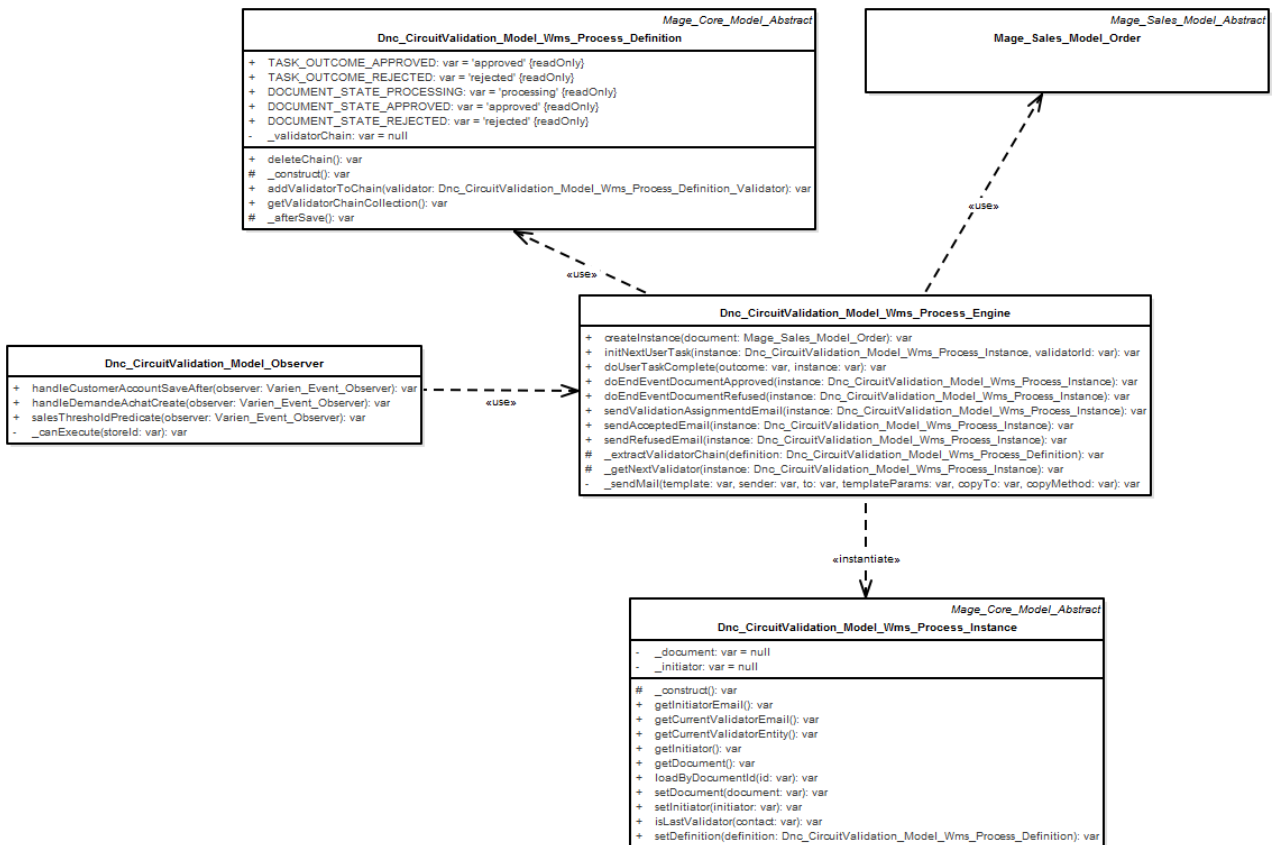 Mage_Core_Model_Abstract
Dnc_CircuitValidation_Model_Wms_Process_Definition
+ TASK_OUTCOME_APPROVED: var = 'approved' {readOnly}
+ TASK_OUTCOME_REJECTED: var = 'rejected' {readOnly}
+ DOCUMENT_STATE_PROCESSING: var = 'processing' {readOnly}
+ DOCUMENT_STATE_APPROVED: var = 'approved' {readOnly}
+ DOCUMENT_STATE_REJECTED: var = 'rejected' {readOnly}
- _validatorChain: var = null
+ deleteChain(): var
# _construct(): var
+ addValidatorToChain(validator: Dnc_CircuitValidation_Model_Wms_Process_Definition_Validator): var
+ getValidatorChainCollection(): var
# _afterSave(): var
Mage_Sales_Model_Abstract
Mage_Sales_Model_Order
«use»
«use»
Dnc_CircuitValidation_Model_Observer
+ handleCustomerAccountSaveAfter(observer: Varien_Event_Observer): var
+ handleDemandeAchatCreate(observer: Varien_Event_Observer): var
+ salesThresholdPredicate(observer: Varien_Event_Observer): var
- _canExecute(storeId: var): var
«use»
Dnc_CircuitValidation_Model_Wms_Process_Engine
+ createInstance(document: Mage_Sales_Model_Order): var
+ initNextUserTask(instance: Dnc_CircuitValidation_Model_Wms_Process_Instance, validatorId: var): var
+ doUserTaskComplete(outcome: var, instance: var): var
+ doEndEventDocumentApproved(instance: Dnc_CircuitValidation_Model_Wms_Process_Instance): var
+ doEndEventDocumentRefused(instance: Dnc_CircuitValidation_Model_Wms_Process_Instance): var
+ sendValidationAssignmentdEmail(instance: Dnc_CircuitValidation_Model_Wms_Process_Instance): var
+ sendAcceptedEmail(instance: Dnc_CircuitValidation_Model_Wms_Process_Instance): var
+ sendRefusedEmail(instance: Dnc_CircuitValidation_Model_Wms_Process_Instance): var
# _extractValidatorChain(definition: Dnc_CircuitValidation_Model_Wms_Process_Definition): var
# _getNextValidator(instance: Dnc_CircuitValidation_Model_Wms_Process_Instance): var
- _sendMail(template: var, sender: var, to: var, templateParams: var, copyTo: var, copyMethod: var): var
«instantiate»
Mage_Core_Model_Abstract
Dnc_CircuitValidation_Model_Wms_Process_Instance
- _document: var = null
- _initiator: var = null
# _construct(): var
+ getInitiatorEmail(): var
+ getCurrentValidatorEmail(): var
+ getCurrentValidatorEntity(): var
+ getInitiator(): var
+ getDocument(): var
+ loadByDocumentId(id: var): var
+ setDocument(document: var): var
+ setInitiator(initiator: var): var
+ isLastValidator(contact: var): var
+ setDefinition(definition: Dnc_CircuitValidation_Model_Wms_Process_Definition): var